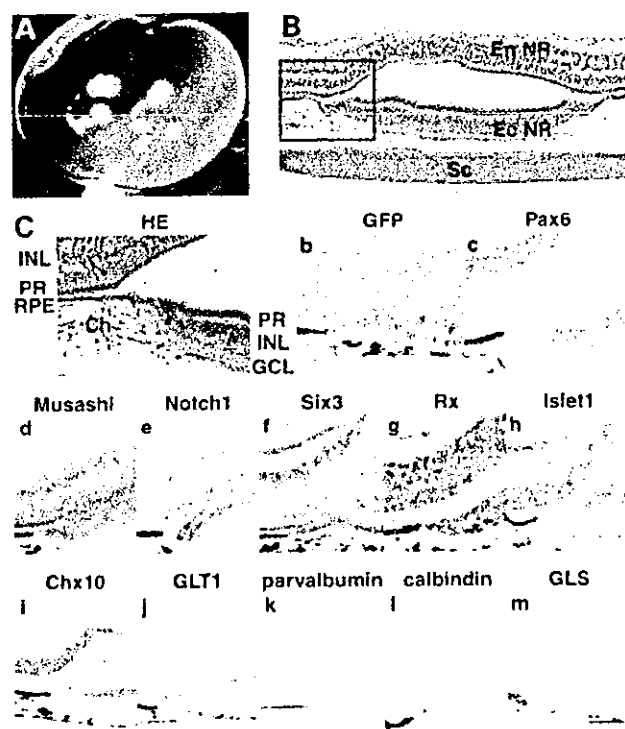 A
B
En NR
Ec NR
Sc
C
HE
INL
PR
RPE
Ch
PR
INL
GCL
b
GFP
c
Pax6
Musashi
d
Notch1
e
Six3
f
Rx
g
Islet1
h
Chx10
i
GLT1
j
parvalbumin
k
calbindin
l
GLS
m